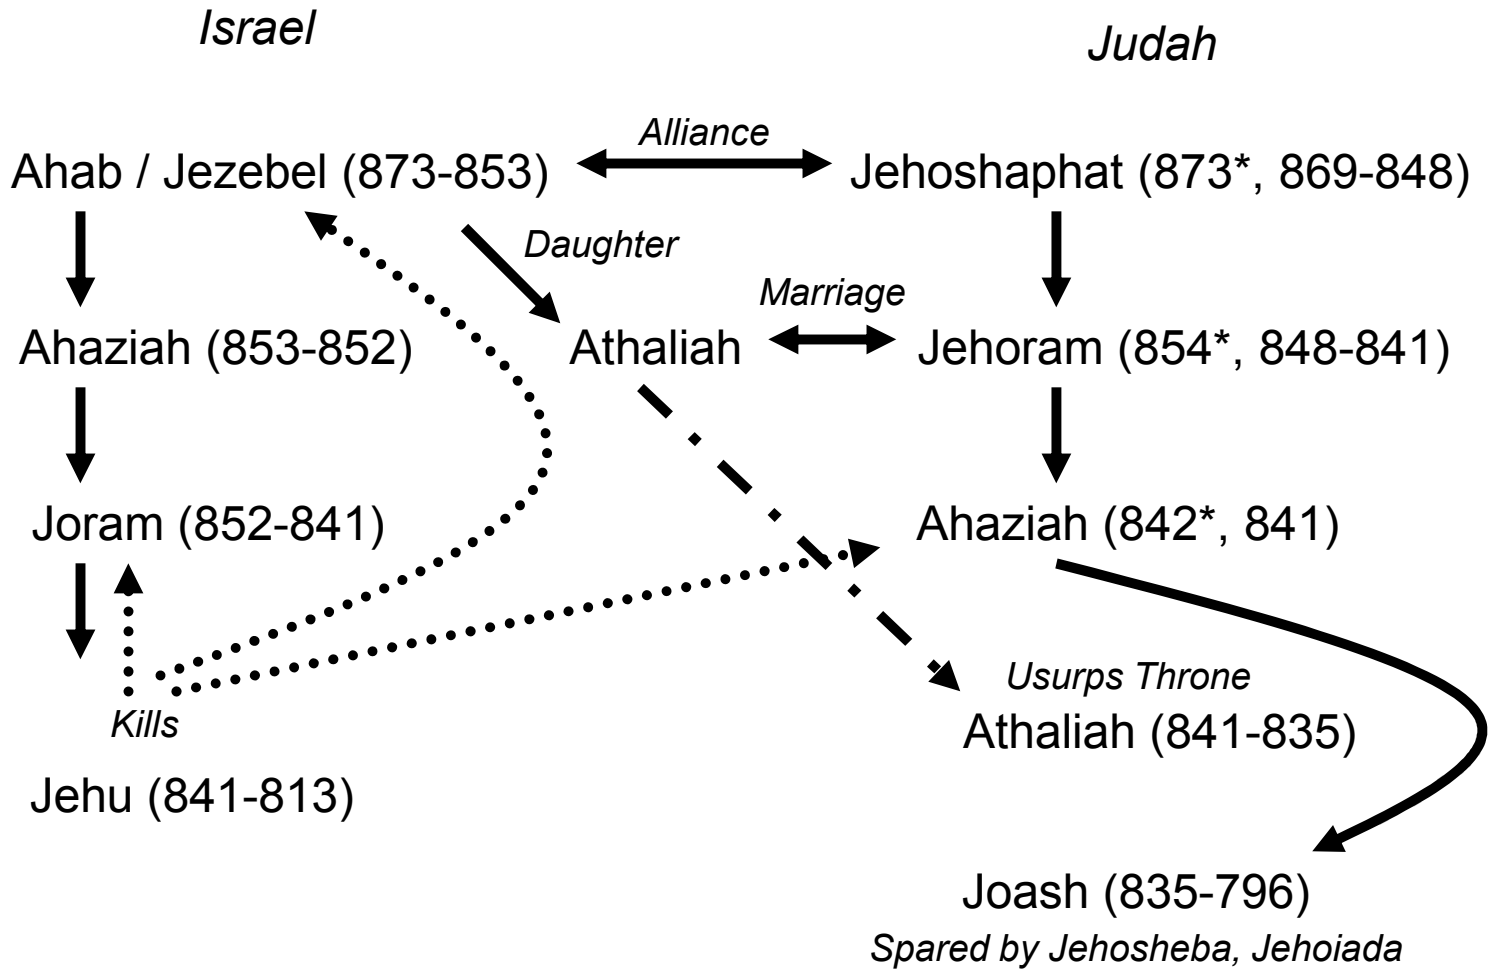 Israel
Judah
Alliance
Ahab / Jezebel (873-853)
Jehoshaphat (873*, 869-848)
Daughter
Marriage
Ahaziah (853-852)
Athaliah
Jehoram (854*, 848-841)
Joram (852-841)
Ahaziah (842*, 841)
Usurps Throne
Kills
Athaliah (841-835)
Jehu (841-813)
Joash (835-796)
Spared by Jehosheba, Jehoiada